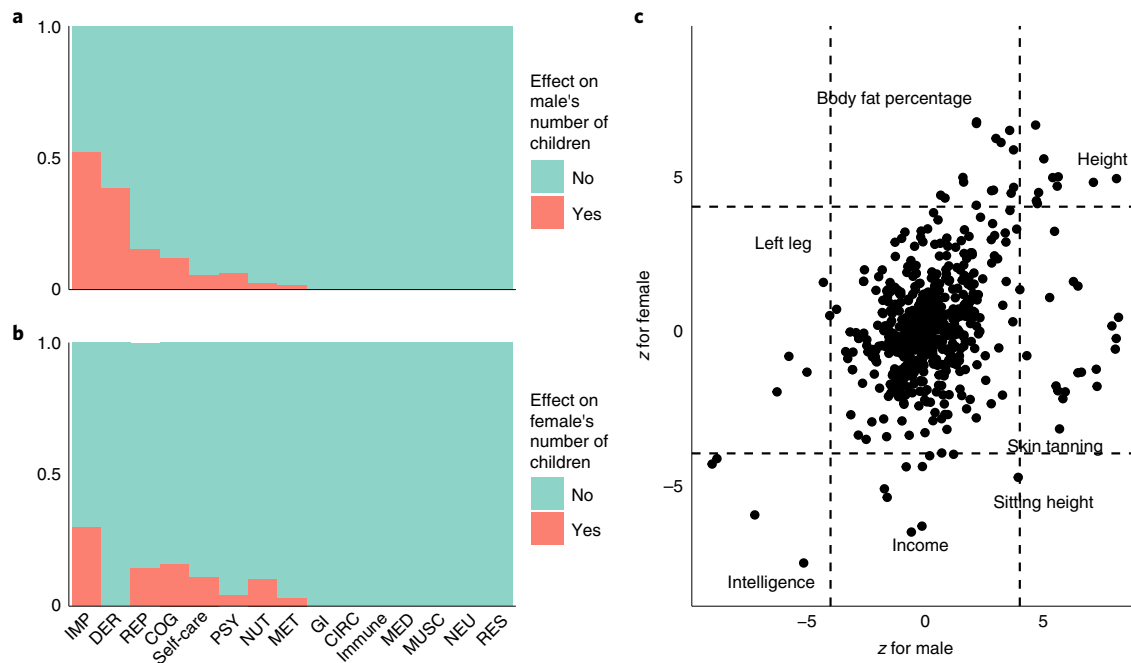 a
1.0
0.5
0
Effect on
male's
number of
children
No
Yes
b
1.0
0.5
0
Effect on
female's
number of
children
No
Yes
IMP
DER
REP
COG
Self-care
PSY
NUT
MET
GI
CIRC
Immune
MED
MUSC
NEU
RES
c
Body fat percentage
Height
Left leg
Skin tanning
Sitting height
Income
Intelligence
z for female
5
0
–5
–5
0
5
z for male